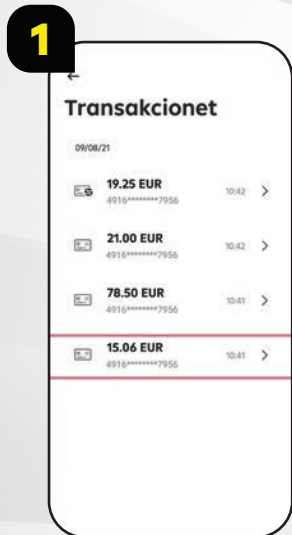 1
Transakcionet
09/08/21
19.25 EUR 10:42
4916********7956
21.00 EUR 10:42
4916********7956
78.50 EUR 10:41
4916********7956
15.06 EUR 10:41
4916********7956